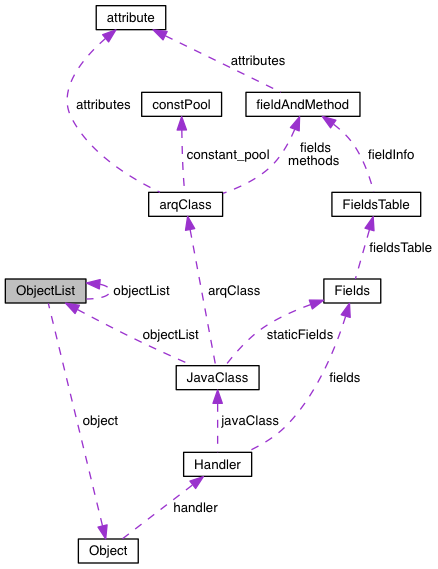 attribute
attributes
constPool
fieldAndMethod
attributes
constant_pool
fields
methods
fieldInfo
arqClass
FieldsTable
fieldsTable
ObjectList
objectList
arqClass
Fields
objectList
staticFields
JavaClass
fields
object
javaClass
Handler
handler
Object